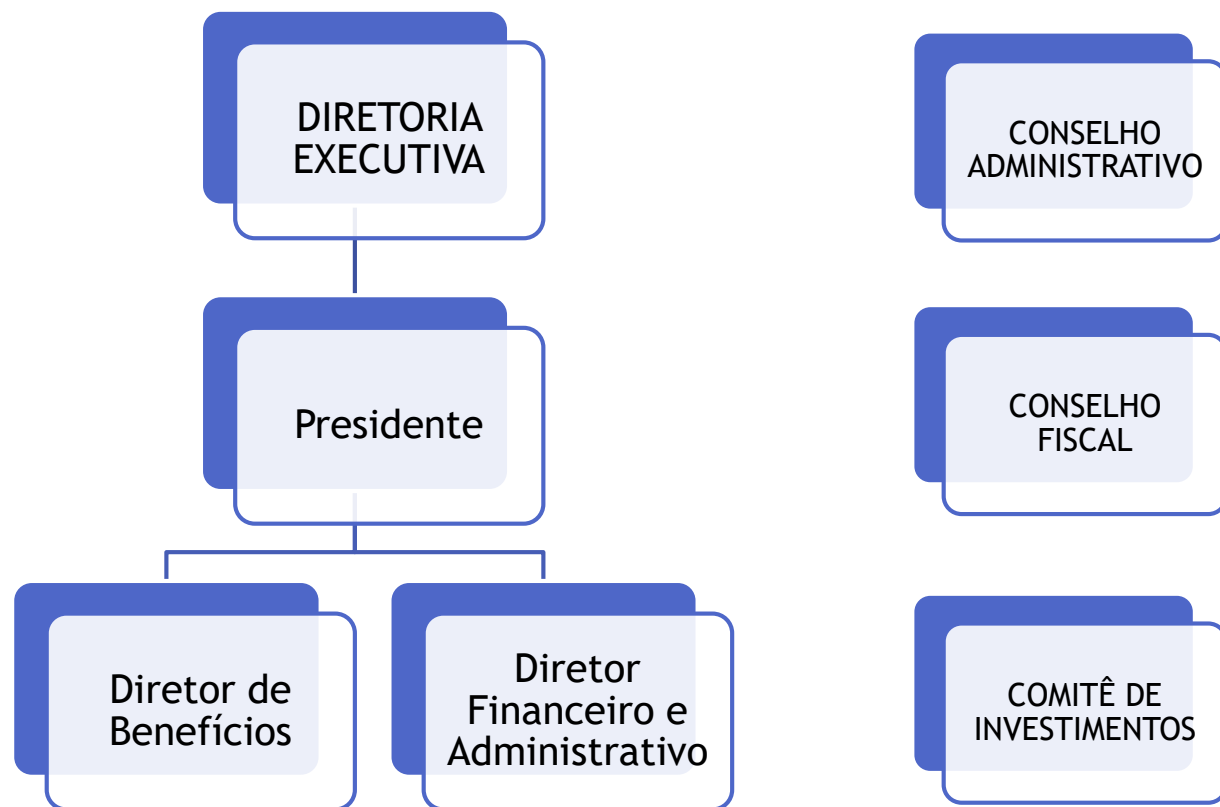 DIRETORIA
EXECUTIVA
Presidente
Diretor de
Benefícios
Diretor
Financeiro e
Administrativo
CONSELHO
ADMINISTRATIVO
CONSELHO
FISCAL
COMITÊ DE
INVESTIMENTOS